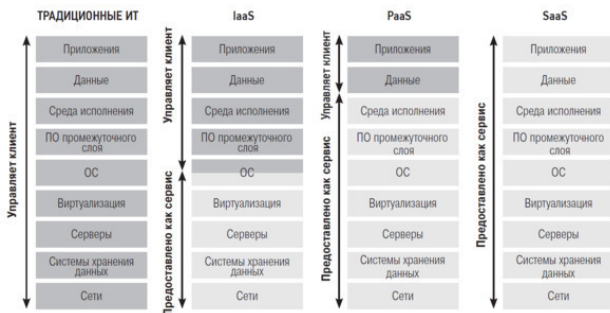 ТРАДИЦИОННЫЕ ИТ
Управляет клиент
Приложения
Данные
Среда исполнения
ПО промежуточного
слоя
ОС
Виртуализация
Серверы
Системы хранения
данных
Сети
IaaS
Управляет клиент
Предоставлено как сервис
Приложения
Данные
Среда исполнения
ПО промежуточного
слоя
ОС
Виртуализация
Серверы
Системы хранения
данных
Сети
PaaS
Управляет клиент
Предоставлено как сервис
Приложения
Данные
Среда исполнения
ПО промежуточного
слоя
ОС
Виртуализация
Серверы
Системы хранения
данных
Сети
SaaS
Предоставлено как сервис
Приложения
Данные
Среда исполнения
ПО промежуточного
слоя
ОС
Виртуализация
Серверы
Системы хранения
данных
Сети